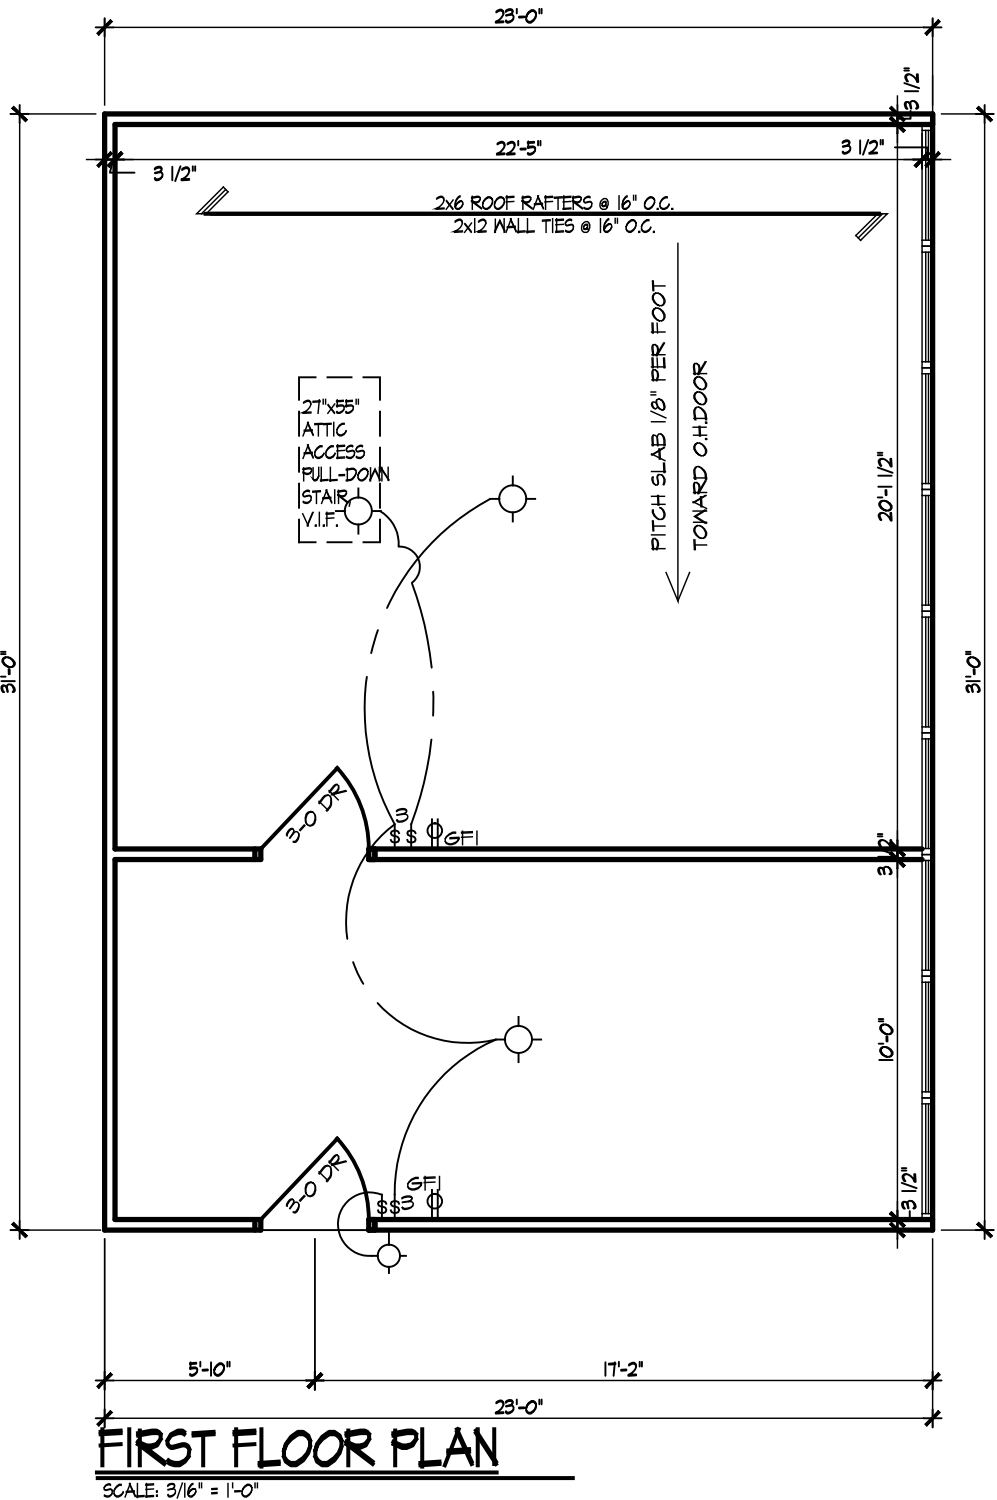 23'-0"
3 1/2"
22'-5"
3 1/2"
3 1/2"
2x6 ROOF RAFTERS @ 16" O.C.
2x12 WALL TIES @ 16" O.C.
PITCH SLAB 1/8" PER FOOT
TOWARD O.H.DOOR
27"x55"
ATTIC
ACCESS
PULL-DOWN
STAIR,
V.I.F.
20'-1 1/2"
31'-0"
31'-0"
3-0 DR
3
S S
GFI
3 1/2"
10'-0"
3-0 DR
GFI
S S 3
3 1/2"
5'-10"
17'-2"
23'-0"
FIRST FLOOR PLAN
SCALE: 3/16" = 1'-0"